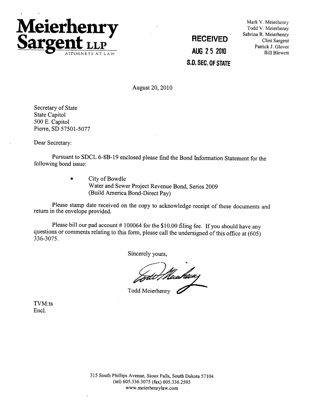 Meierhenry
Sargent LLP
ATTORNEYS AT LAW
Mark V. Meierhenry
Todd V. Meierhenry
Sabrina R. Meierhenry
Clint Sargent
Patrick J. Glover
Bill Blewett
RECEIVED
AUG 25 2010
S.D. SEC. OF STATE
August 20, 2010
Secretary of State
State Capitol
500 E. Capitol
Pierre, SD 57501-5077
Dear Secretary:
Pursuant to SDCL 6-8B-19 enclosed please find the Bond Information Statement for the
following bond issue:
• City of Bowdle
Water and Sewer Project Revenue Bond, Series 2009
(Build America Bond-Direct Pay)
Please stamp date received on the copy to acknowledge receipt of these documents and
return in the envelope provided.
Please bill our pad account # 100064 for the $10.00 filing fee. If you should have any
questions or comments relating to this form, please call the undersigned of this office at (605)
336-3075.
Sincerely yours,
Todd Meierhenry
Todd Meierhenry
TVM:ts
Encl.
315 South Phillips Avenue, Sioux Falls, South Dakota 57104
(tel) 605.336.3075 (fax) 605.336.2593
www.meierhenrylaw.com